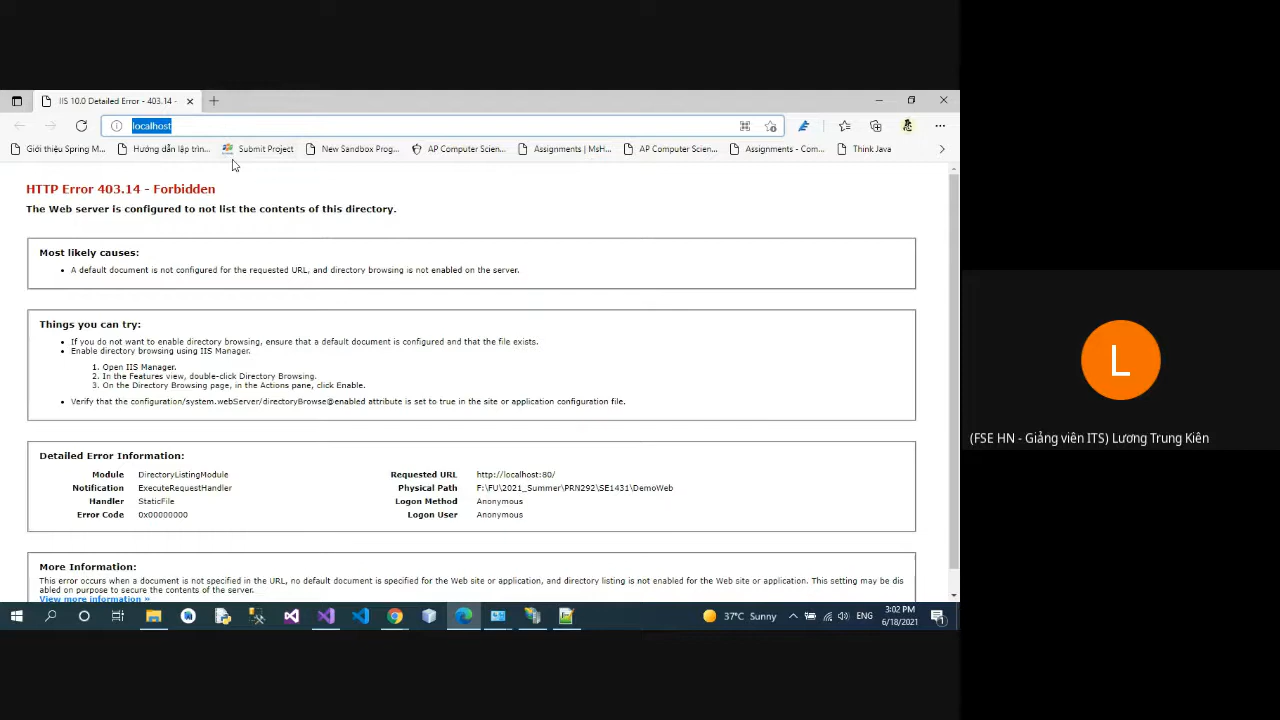 IIS 10.0 Detailed Error - 403.14 -
localhost
Giới thiệu Spring M...
Hướng dẫn lập trìn...
Submit Project
New Sandbox Prog...
AP Computer Scien...
Assignments | MsH...
AP Computer Scien...
Assignments - Com...
Think Java
HTTP Error 403.14 - Forbidden
The Web server is configured to not list the contents of this directory.
Most likely causes:
A default document is not configured for the requested URL, and directory browsing is not enabled on the server.
Things you can try:
If you do not want to enable directory browsing, ensure that a default document is configured and that the file exists.
Enable directory browsing using IIS Manager.
1. Open IIS Manager.
2. In the Features view, double-click Directory Browsing.
3. On the Directory Browsing page, in the Actions pane, click Enable.
Verify that the configuration/system.webServer/directoryBrowse@enabled attribute is set to true in the site or application configuration file.
Detailed Error Information:
Module DirectoryListingModule
Notification ExecuteRequestHandler
Handler StaticFile
Error Code 0x00000000
Requested URL http://localhost:80/
Physical Path F:\FU\2021_Summer\PRN292\SE1431\DemoWeb
Logon Method Anonymous
Logon User Anonymous
More Information:
This error occurs when a document is not specified in the URL, no default document is specified for the Web site or application, and directory listing is not enabled for the Web site or application. This setting may be dis
abled on purpose to secure the contents of the server.
View more information »
37°C Sunny
ENG
3:02 PM
6/18/2021
1
L
(FSE HN - Giảng viên ITS) Lương Trung Kiên